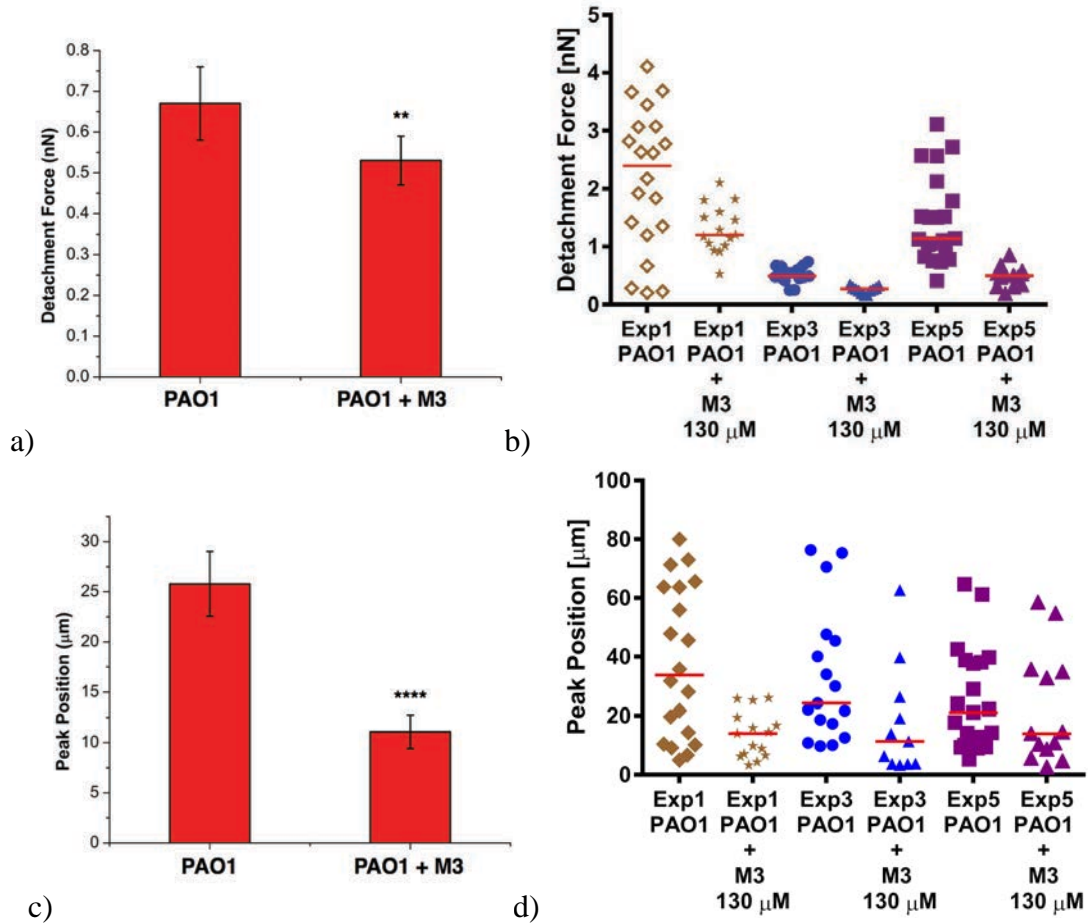 0.8
0.7
0.6
0.5
0.4
0.3
0.2
0.1
0.0
Detachment Force (nN)
**
PAO1 PAO1 + M3
a)
5
4
3
2
1
0
Detachment Force [nN]
Exp1 Exp1 Exp3 Exp3 Exp5 Exp5
PAO1 PAO1 PAO1 PAO1 PAO1 PAO1
+ + +
M3 M3 M3
130 μM 130 μM 130 μM
b)
30
25
20
15
10
5
0
Peak Position (μm)
****
PAO1 PAO1 + M3
c)
100
80
60
40
20
0
Peak Position [μm]
Exp1 Exp1 Exp3 Exp3 Exp5 Exp5
PAO1 PAO1 PAO1 PAO1 PAO1 PAO1
+ + +
M3 M3 M3
130 μM 130 μM 130 μM
d)